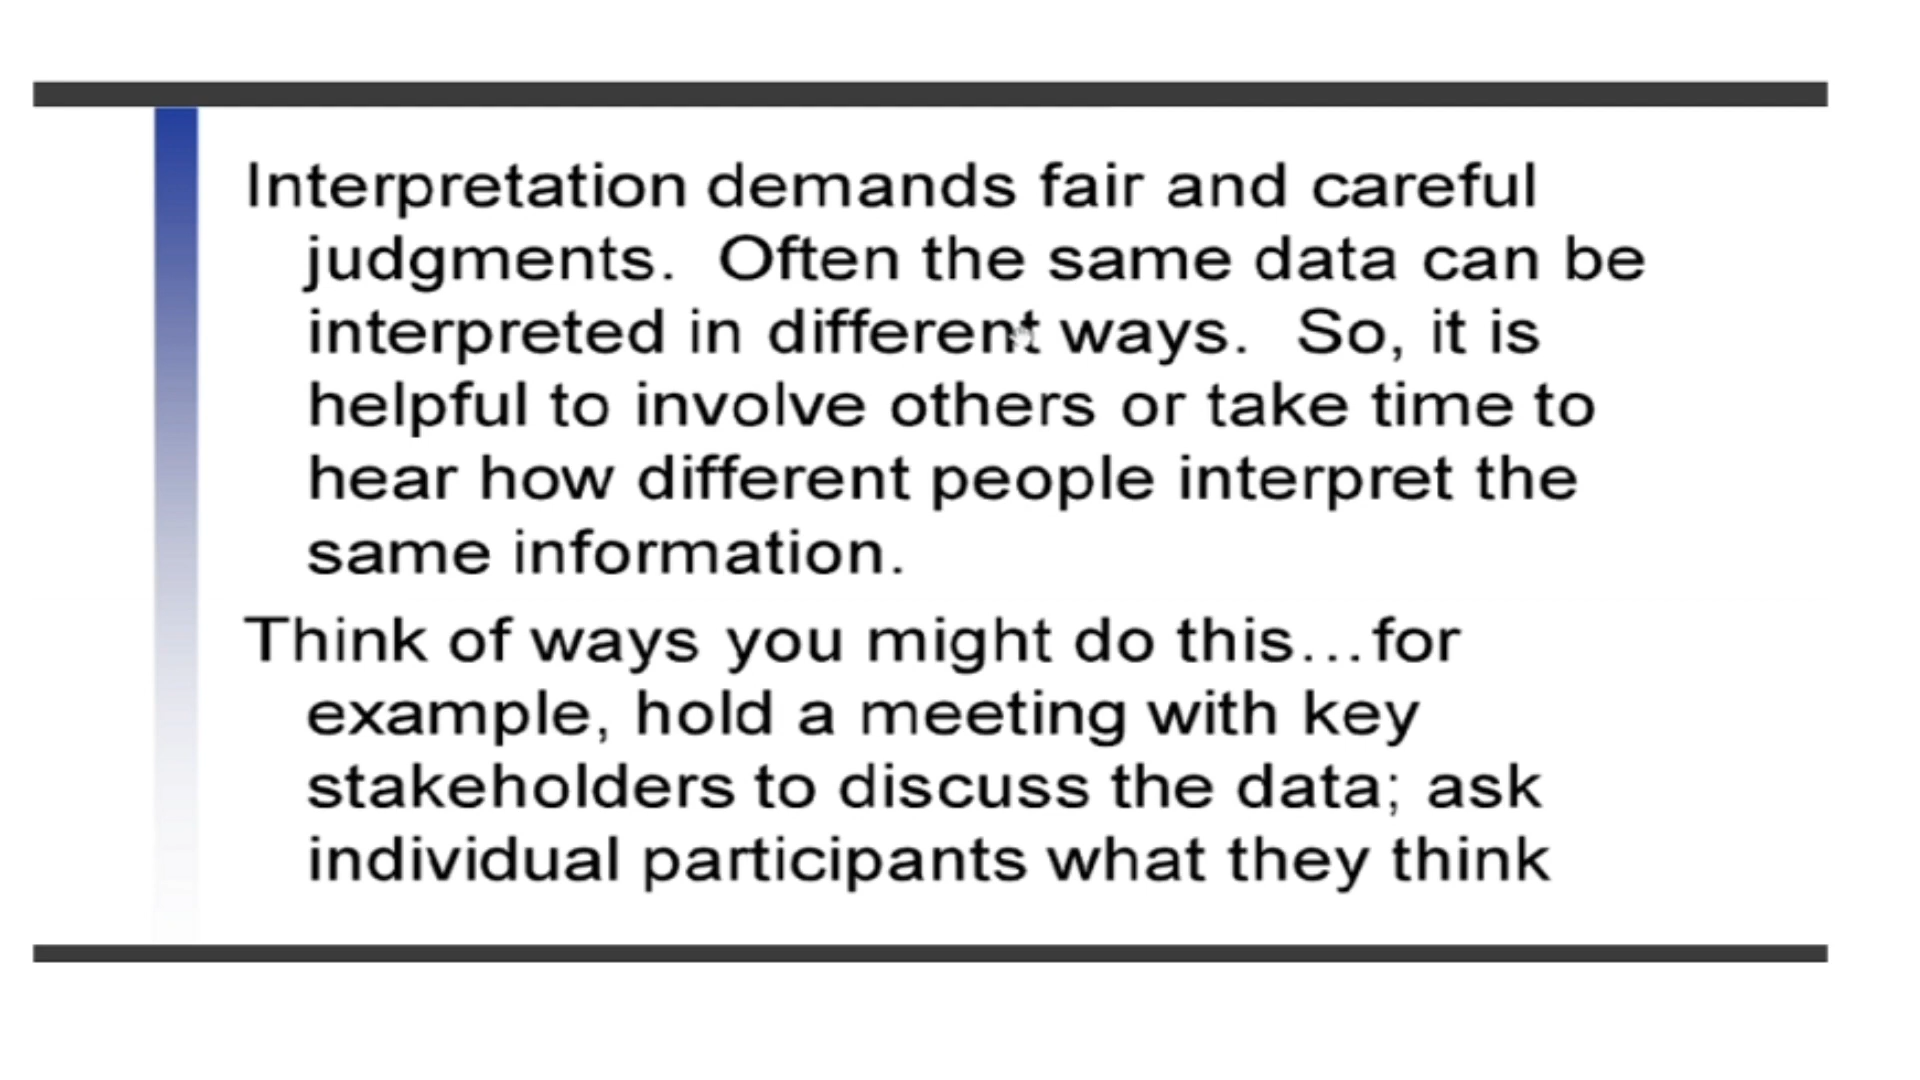 Interpretation demands fair and careful
judgments.  Often the same data can be
interpreted in different ways.  So, it is
helpful to involve others or take time to
hear how different people interpret the
same information.
Think of ways you might do this…for
example, hold a meeting with key
stakeholders to discuss the data; ask
individual participants what they think